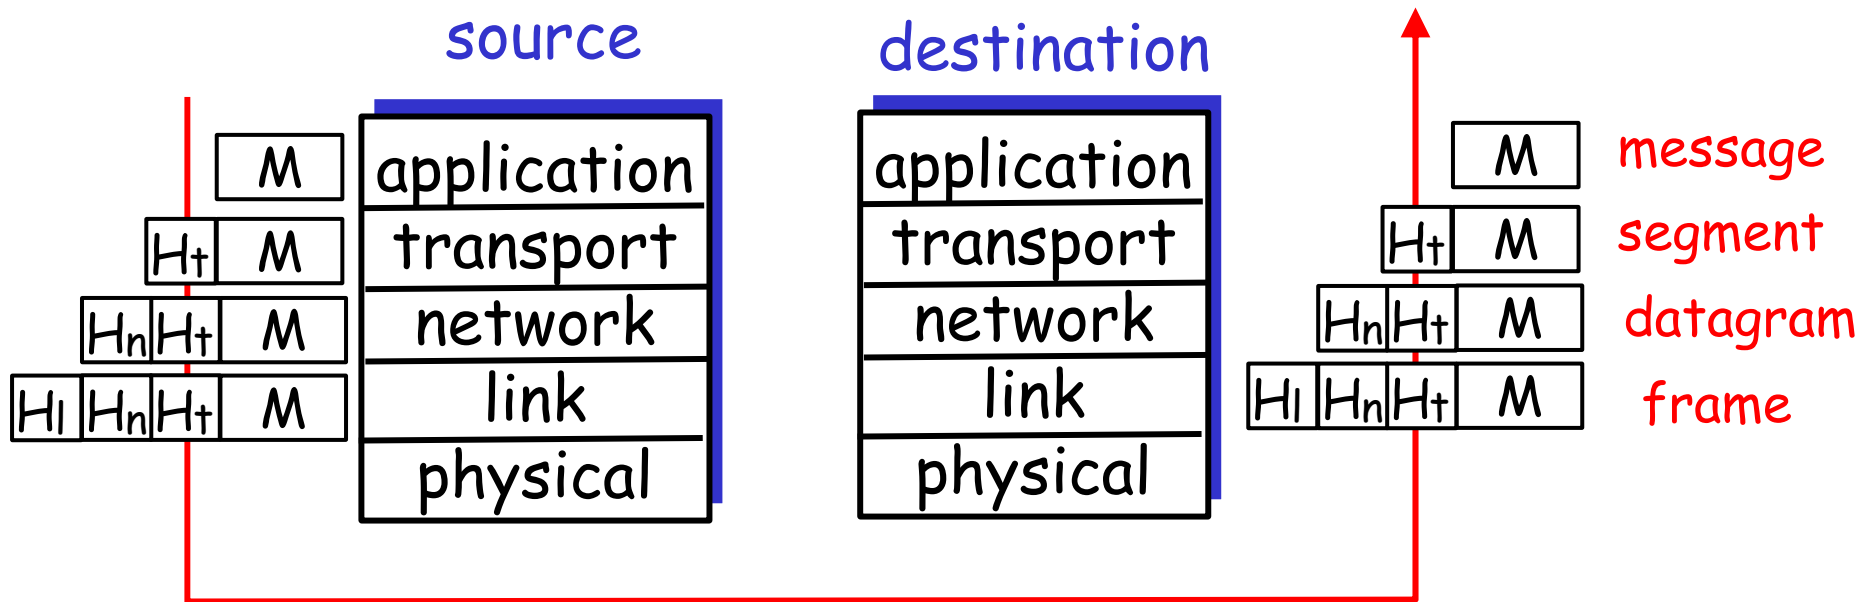 source destination
M application application M message
Ht M transport transport Ht M segment
Hn Ht M network network Hn Ht M datagram
Hl Hn Ht M link link Hl Hn Ht M frame
physical physical